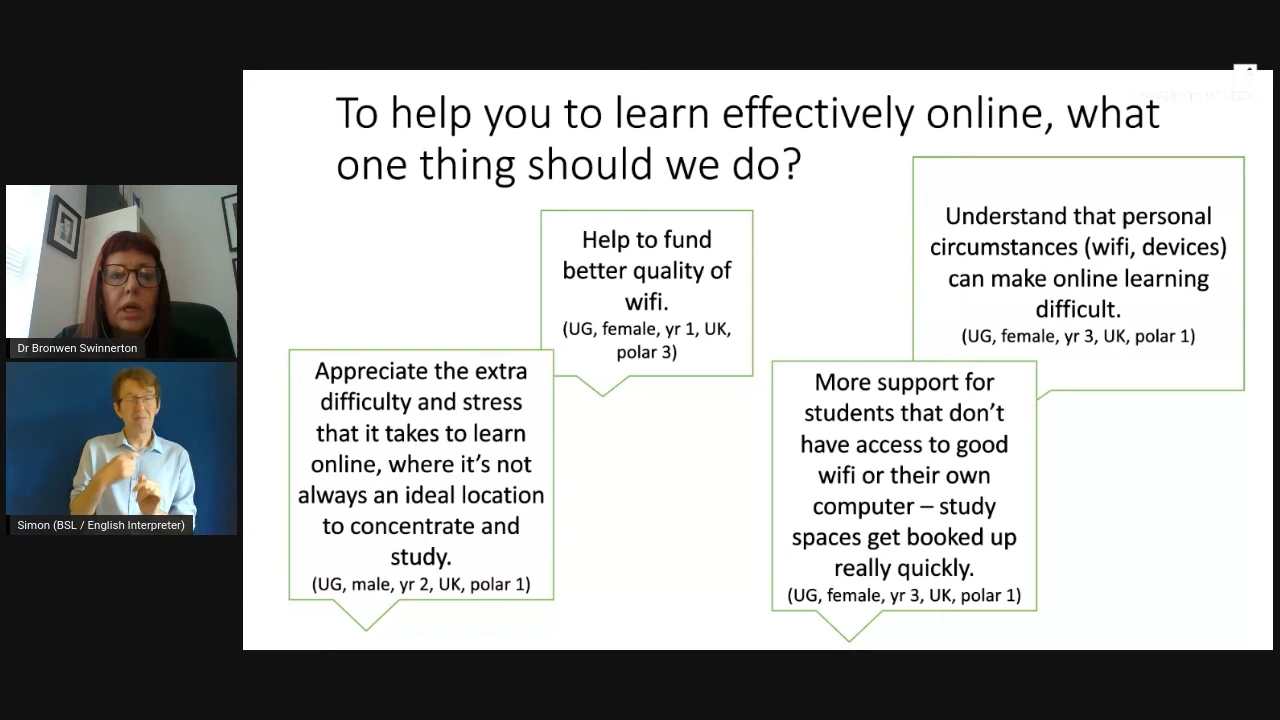 To help you to learn effectively online, what
one thing should we do?
Help to fund
better quality of
wifi.
(UG, female, yr 1, UK,
polar 3)
Understand that personal
circumstances (wifi, devices)
can make online learning
difficult.
(UG, female, yr 3, UK, polar 1)
Appreciate the extra
difficulty and stress
that it takes to learn
online, where it’s not
always an ideal location
to concentrate and
study.
(UG, male, yr 2, UK, polar 1)
More support for
students that don’t
have access to good
wifi or their own
computer – study
spaces get booked up
really quickly.
(UG, female, yr 3, UK, polar 1)
Dr Bronwen Swinnerton
Simon (BSL / English Interpreter)